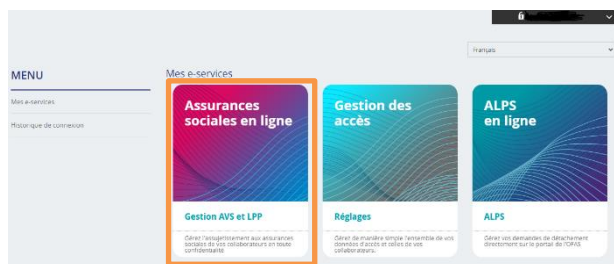 Français
MENU
Mes e-services
Mes e-services
Historique de connexion
Assurances
sociales en ligne
Gestion AVS et LPP
Gérez l'assujettissement aux assurances
sociales de vos collaborateurs en toute
confidentialité.
Gestion des
accès
Réglages
Gérez de manière simple l'ensemble de vos
données d'accès et celles de vos
collaborateurs.
ALPS
en ligne
ALPS
Gérez vos demandes de détachement
directement sur le portail de l'OFAS